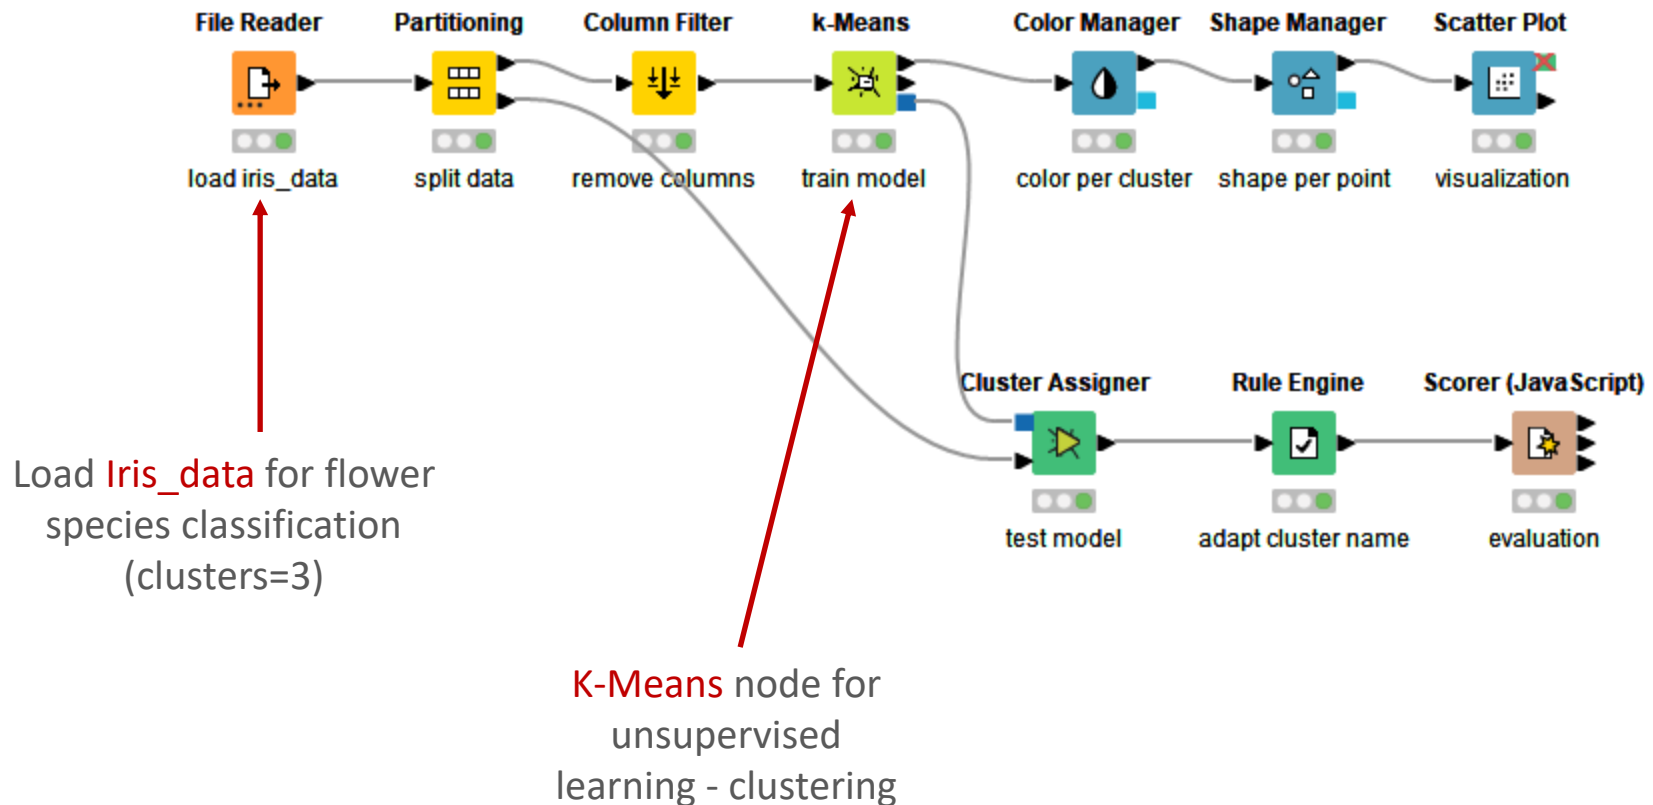 File Reader
Partitioning
Column Filter
k-Means
Color Manager
Shape Manager
Scatter Plot
load iris_data
split data
remove columns
train model
color per cluster
shape per point
visualization
Cluster Assigner
Rule Engine
Scorer (JavaScript)
test model
adapt cluster name
evaluation
Load Iris_data for flower
species classification
(clusters=3)
K-Means node for
unsupervised
learning - clustering